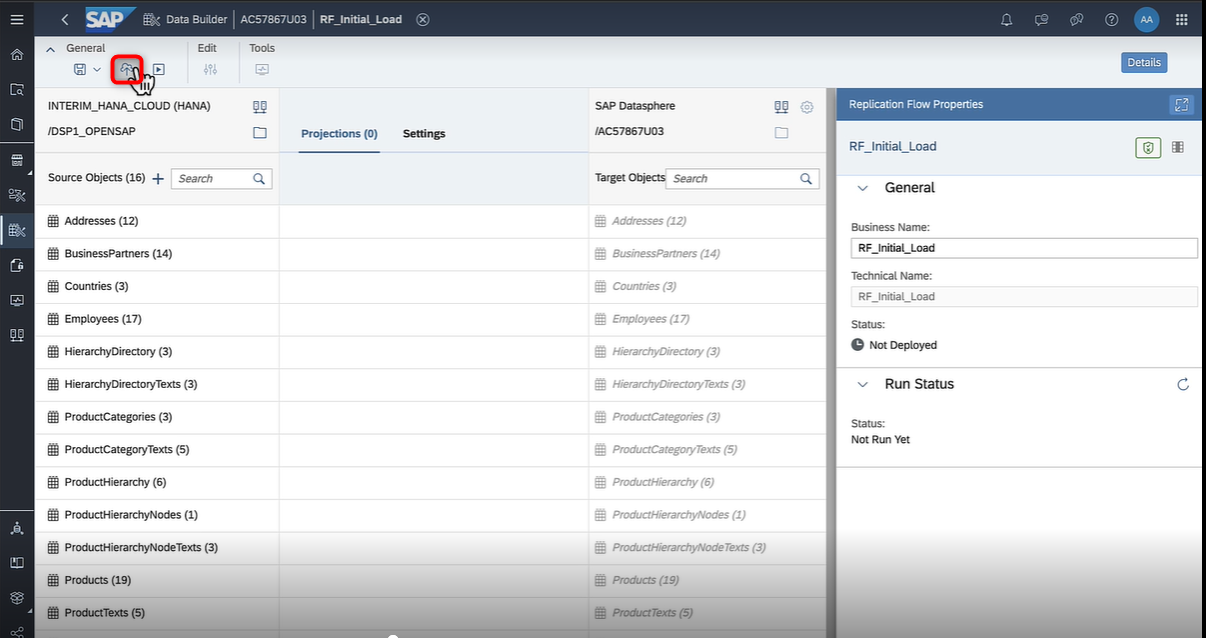 SAP Data Builder AC57867U03 RF_Initial_Load AA
General Edit Tools
Details
INTERIM_HANA_CLOUD (HANA)
/DSP1_OPENSAP
Projections (0) Settings
SAP Datasphere
/AC57867U03
Replication Flow Properties
RF_Initial_Load
Source Objects (16) Search
Target Objects Search
Addresses (12) Addresses (12)
BusinessPartners (14) BusinessPartners (14)
Countries (3) Countries (3)
Employees (17) Employees (17)
HierarchyDirectory (3) HierarchyDirectory (3)
HierarchyDirectoryTexts (3) HierarchyDirectoryTexts (3)
ProductCategories (3) ProductCategories (3)
ProductCategoryTexts (5) ProductCategoryTexts (5)
ProductHierarchy (6) ProductHierarchy (6)
ProductHierarchyNodes (1) ProductHierarchyNodes (1)
ProductHierarchyNodeTexts (3) ProductHierarchyNodeTexts (3)
Products (19) Products (19)
ProductTexts (5) ProductTexts (5)
General
Business Name:
RF_Initial_Load
Technical Name:
RF_Initial_Load
Status:
Not Deployed
Run Status
Status:
Not Run Yet